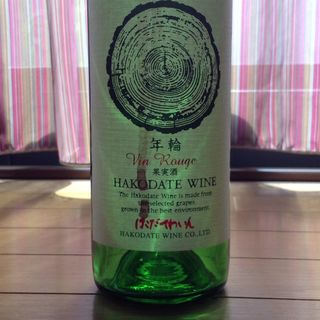 年輪
Vin Rouge
果実酒
HAKODATE WINE
The Hakodate Wine is made from
unselected grapes
grown in the best environment.
はこだてわいん
HAKODATE WINE CO.,LTD.